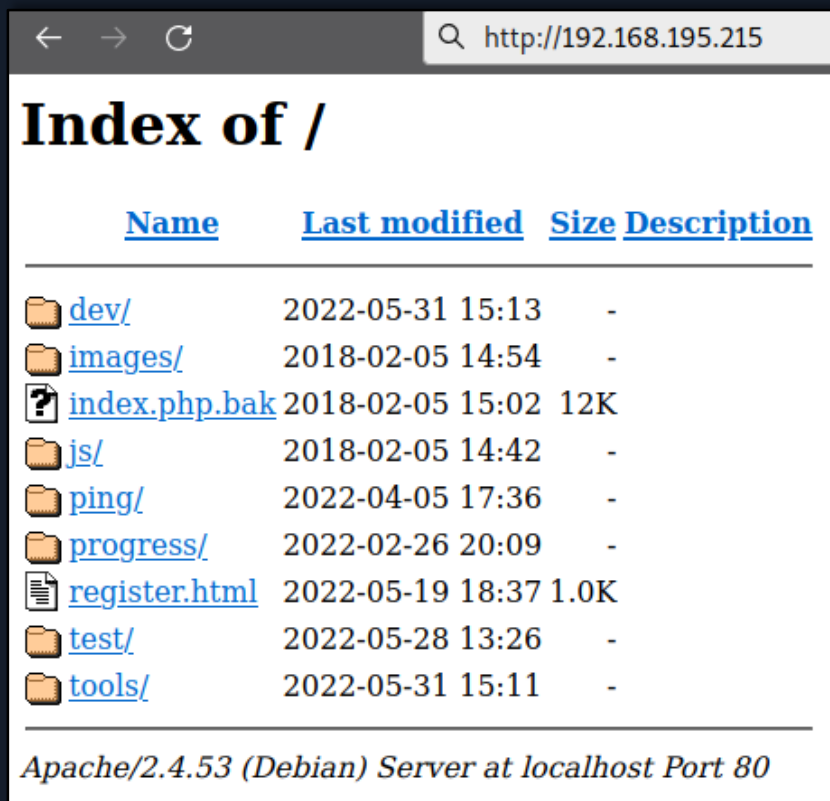 http://192.168.195.215
Index of /
Name Last modified Size Description
dev/ 2022-05-31 15:13 -
images/ 2018-02-05 14:54 -
index.php.bak 2018-02-05 15:02 12K
js/ 2018-02-05 14:42 -
ping/ 2022-04-05 17:36 -
progress/ 2022-02-26 20:09 -
register.html 2022-05-19 18:37 1.0K
test/ 2022-05-28 13:26 -
tools/ 2022-05-31 15:11 -
Apache/2.4.53 (Debian) Server at localhost Port 80